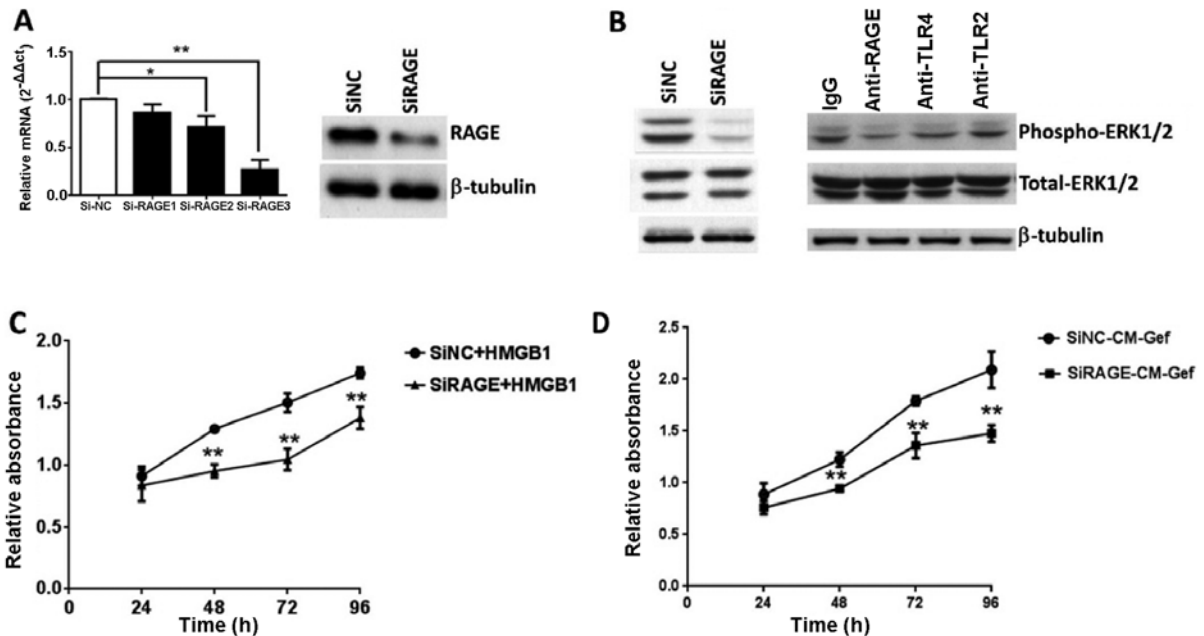 A
Relative mRNA (2^-ΔΔct)
1.5
1.0
0.5
0.0
**
*
Si-NC
Si-RAGE1
Si-RAGE2
Si-RAGE3
SiNC
SiRAGE
RAGE
β-tubulin
B
SiNC
SiRAGE
IgG
Anti-RAGE
Anti-TLR4
Anti-TLR2
Phospho-ERK1/2
Total-ERK1/2
β-tubulin
C
Relative absorbance
2.0
1.5
1.0
0.5
0.0
SiNC+HMGB1
SiRAGE+HMGB1
**
**
**
0
24
48
72
96
Time (h)
D
Relative absorbance
2.5
2.0
1.5
1.0
0.5
0.0
SiNC-CM-Gef
SiRAGE-CM-Gef
**
**
**
0
24
48
72
96
Time (h)